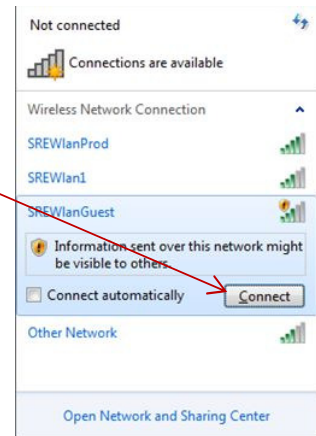 Not connected
Connections are available
Wireless Network Connection
SREWlanProd
SREWlan1
SREWlanGuest
Information sent over this network might
be visible to others.
Connect automatically Connect
Other Network
Open Network and Sharing Center